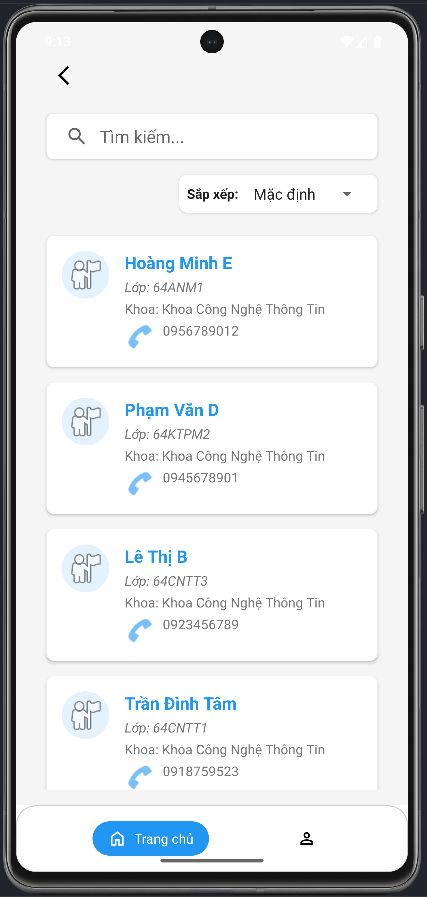 9:13
Tìm kiếm...
Sắp xếp: Mặc định
Hoàng Minh E
Lớp: 64ANM1
Khoa: Khoa Công Nghệ Thông Tin
0956789012
Phạm Văn D
Lớp: 64KTPM2
Khoa: Khoa Công Nghệ Thông Tin
0945678901
Lê Thị B
Lớp: 64CNTT3
Khoa: Khoa Công Nghệ Thông Tin
0923456789
Trần Đình Tâm
Lớp: 64CNTT1
Khoa: Khoa Công Nghệ Thông Tin
0918759523
Trang chủ